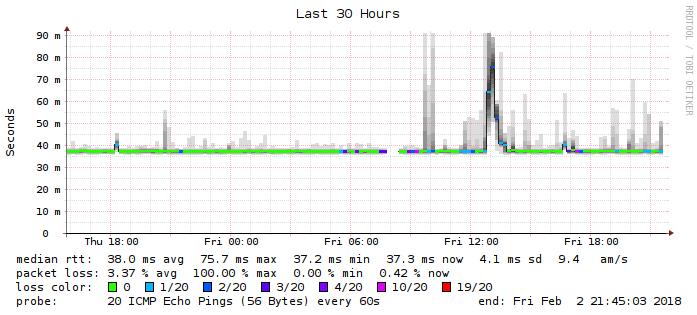 Last 30 Hours
RRDTOOL / TOBI OETIKER
Seconds
90 m
80 m
70 m
60 m
50 m
40 m
30 m
20 m
10 m
0
Thu 18:00 Fri 00:00 Fri 06:00 Fri 12:00 Fri 18:00
median rtt: 38.0 ms avg 75.7 ms max 37.2 ms min 37.3 ms now 4.1 ms sd 9.4 am/s
packet loss: 3.37 % avg 100.00 % max 0.00 % min 0.42 % now
loss color: 0 1/20 2/20 3/20 4/20 10/20 19/20
probe: 20 ICMP Echo Pings (56 Bytes) every 60s end: Fri Feb 2 21:45:03 2018